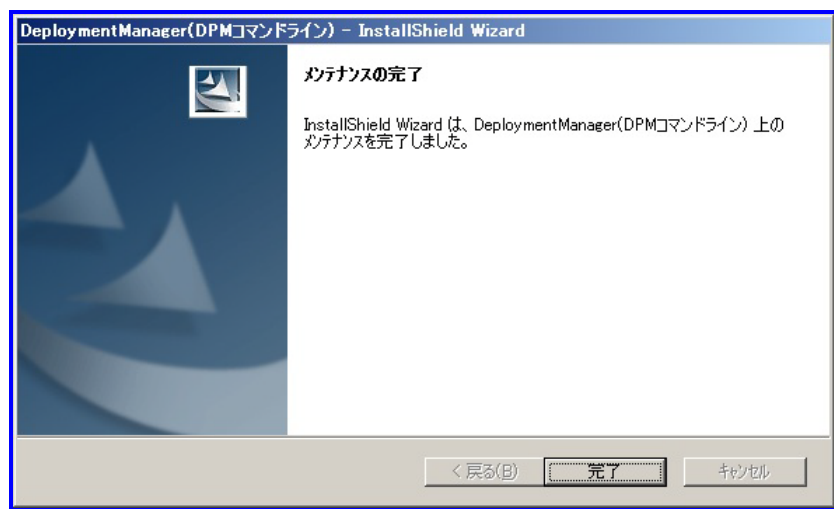 DeploymentManager(DPMコマンドライン) - InstallShield Wizard
メンテナンスの完了
InstallShield Wizard は、DeploymentManager(DPMコマンドライン) 上の
メンテナンスを完了しました。
< 戻る(B)
完了
キャンセル